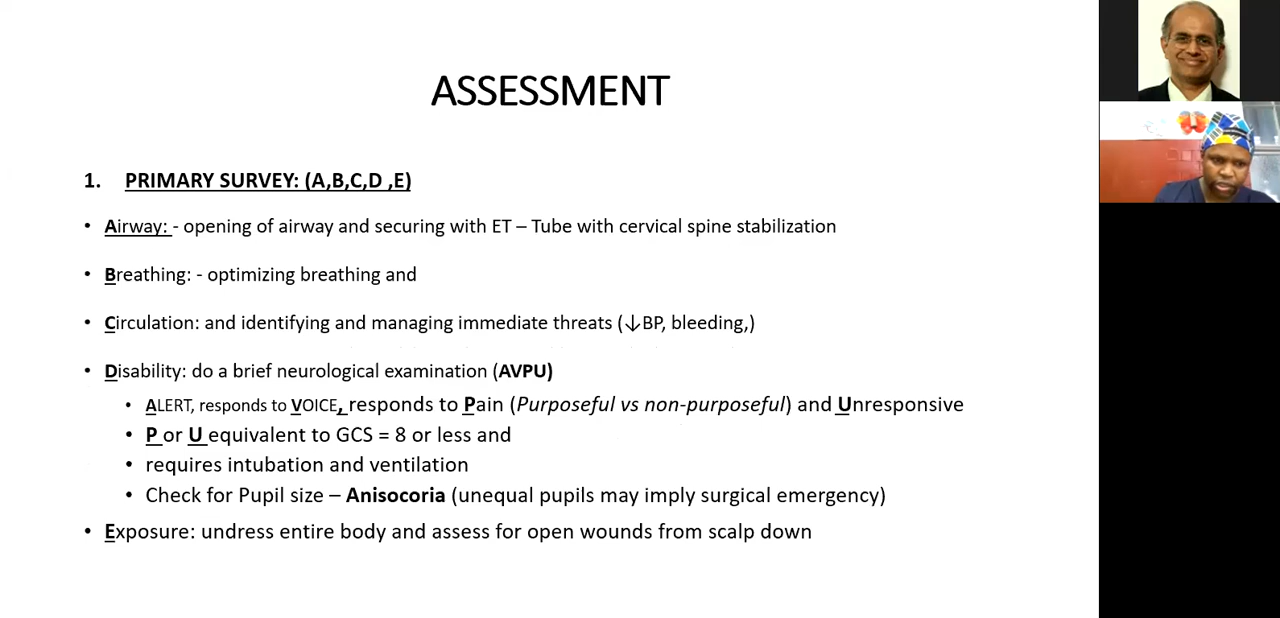 ASSESSMENT
1. PRIMARY SURVEY: (A,B,C,D ,E)
• Airway: - opening of airway and securing with ET – Tube with cervical spine stabilization
• Breathing: - optimizing breathing and
• Circulation: and identifying and managing immediate threats (↓BP, bleeding,)
• Disability: do a brief neurological examination (AVPU)
• ALERT, responds to VOICE, responds to Pain (Purposeful vs non-purposeful) and Unresponsive
• P or U equivalent to GCS = 8 or less and
• requires intubation and ventilation
• Check for Pupil size – Anisocoria (unequal pupils may imply surgical emergency)
• Exposure: undress entire body and assess for open wounds from scalp down